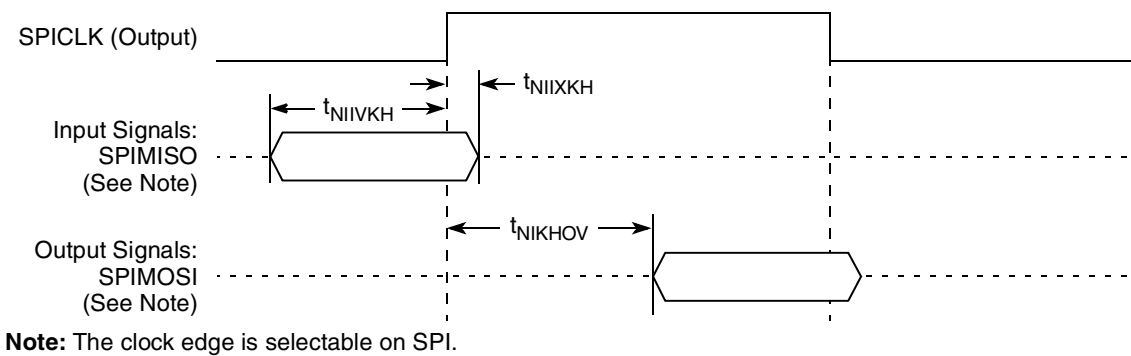 SPICLK (Output)
tNIIXKH
tNIIVKH
Input Signals:
SPIMISO
(See Note)
tNIKHOV
Output Signals:
SPIMOSI
(See Note)
Note: The clock edge is selectable on SPI.